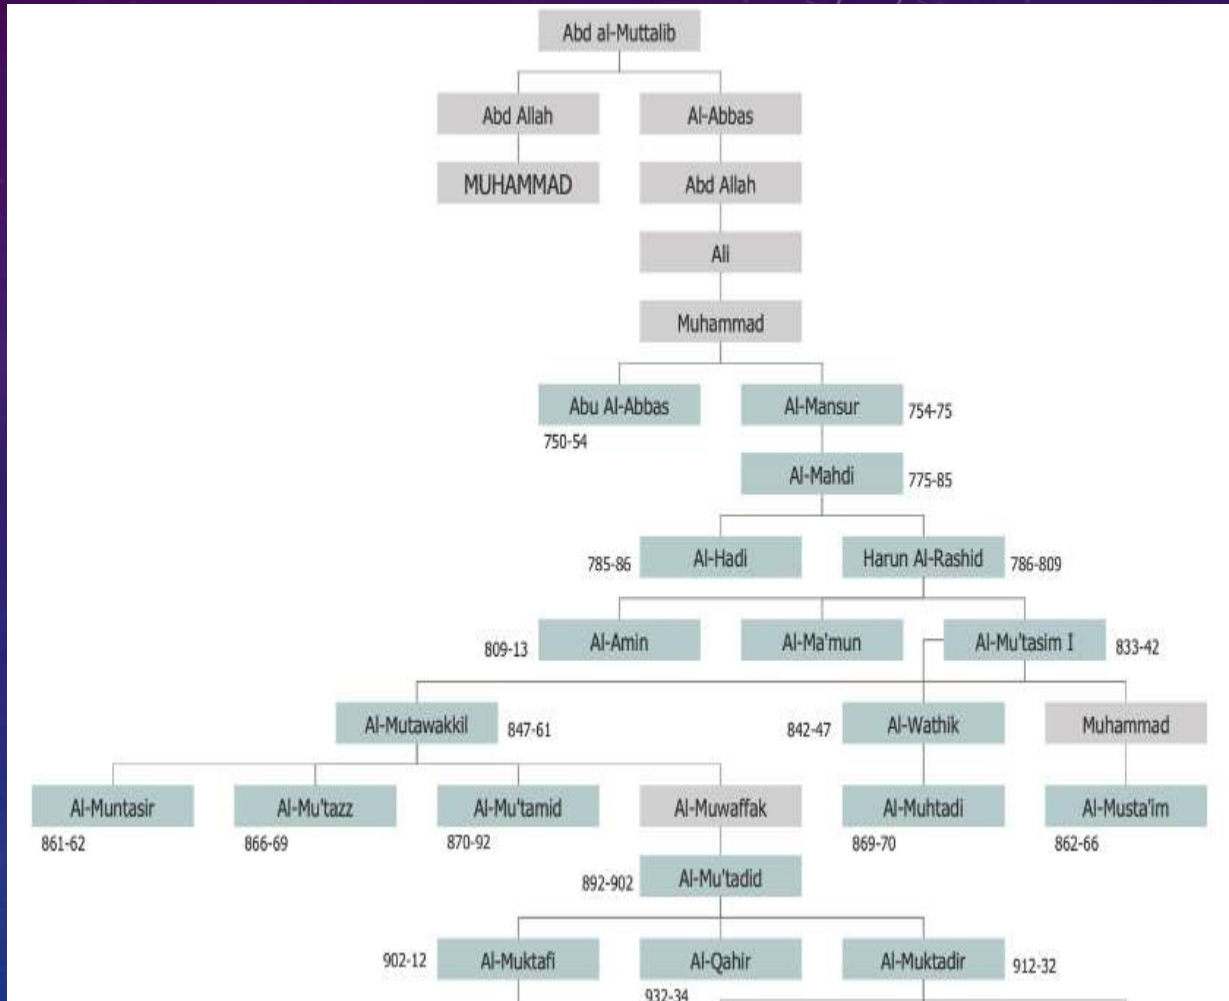 Abd al-Muttalib
Abd Allah
Al-Abbas
MUHAMMAD
Abd Allah
Ali
Muhammad
Abu Al-Abbas
Al-Mansur
754-75
750-54
Al-Mahdi
775-85
785-86
Al-Hadi
Harun Al-Rashid
786-809
809-13
Al-Amin
Al-Ma'mun
Al-Mu'tasim I
833-42
Al-Mutawakkil
847-61
842-47
Al-Wathik
Muhammad
Al-Muntasir
Al-Mu'tazz
Al-Mu'tamid
Al-Muwaffak
Al-Muhtadi
Al-Musta'im
861-62
866-69
870-92
869-70
862-66
892-902
Al-Mu'tadid
902-12
Al-Muktafi
Al-Qahir
Al-Muktadir
912-32
932-34